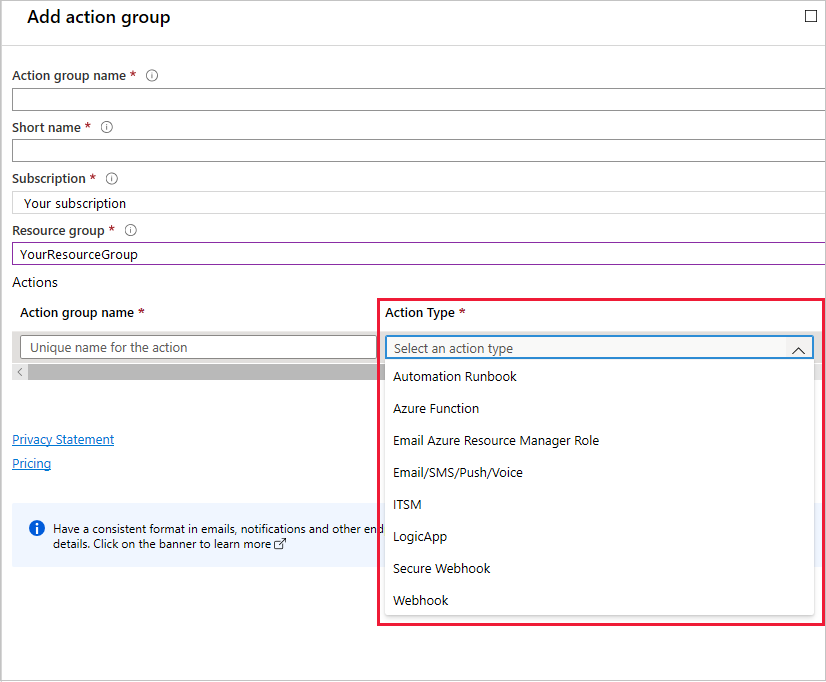 Add action group
Action group name *
Short name *
Subscription *
Your subscription
Resource group *
YourResourceGroup
Actions
Action group name *
Action Type *
Unique name for the action
Select an action type
Automation Runbook
Azure Function
Email Azure Resource Manager Role
Email/SMS/Push/Voice
ITSM
LogicApp
Secure Webhook
Webhook
Privacy Statement
Pricing
Have a consistent format in emails, notifications and other end
details. Click on the banner to learn more